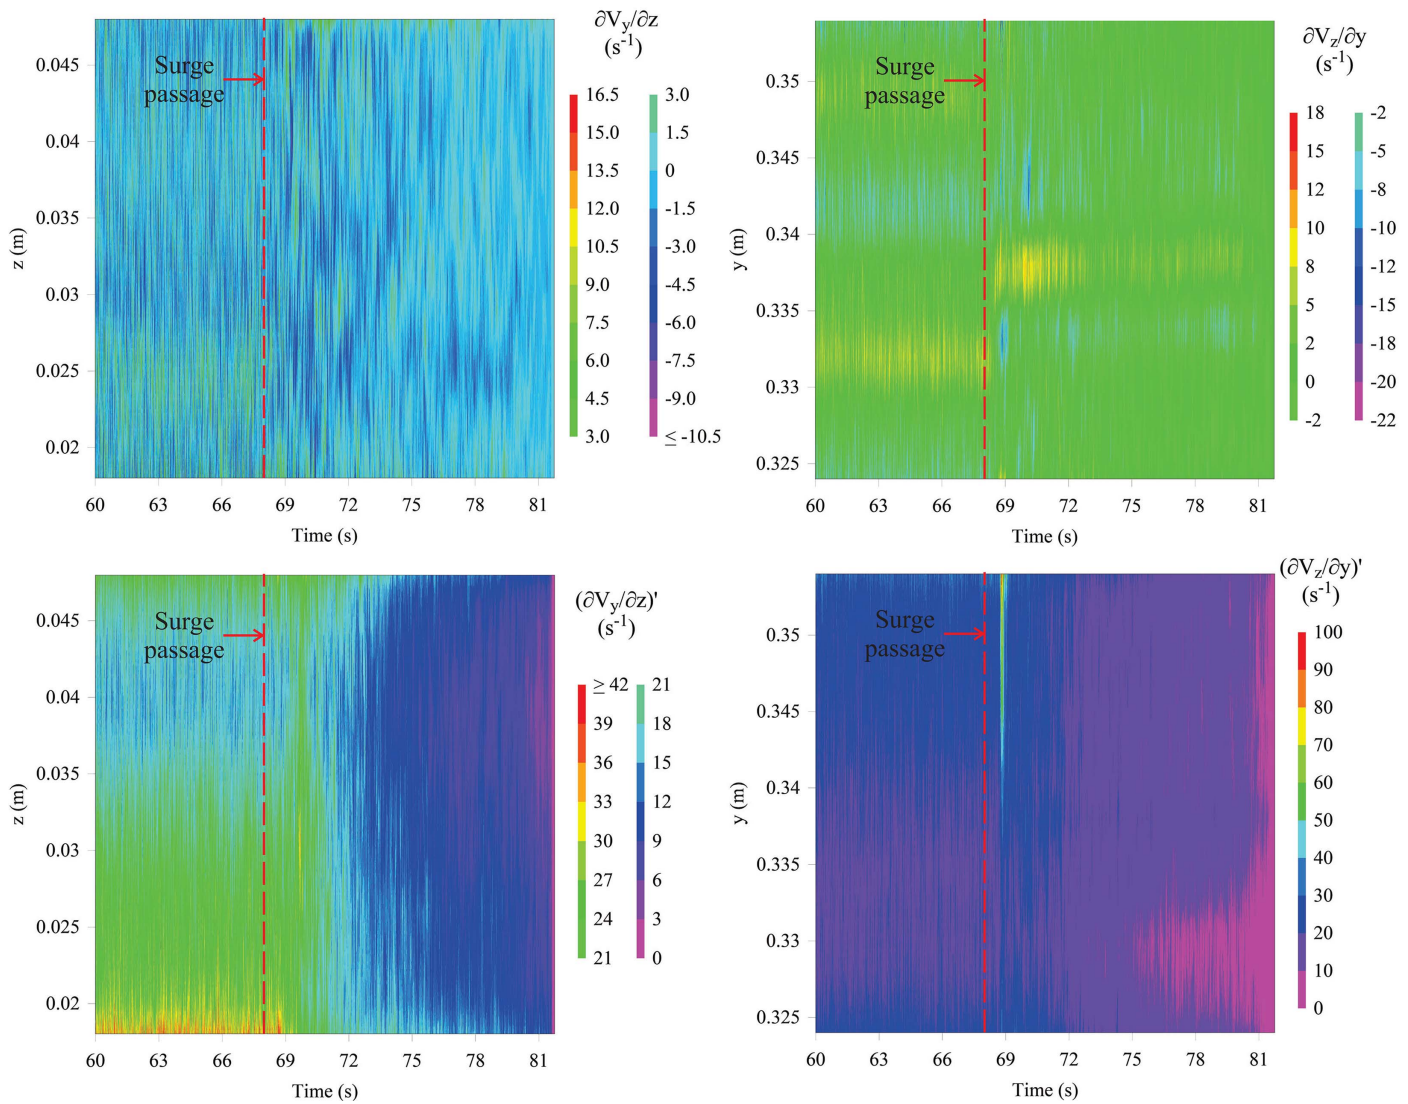 ∂Vy/∂z
(s⁻¹)
0.045
0.04
0.035
0.03
0.025
0.02
z (m)
Surge
passage
16.5 3.0
15.0 1.5
13.5 0
12.0 -1.5
10.5 -3.0
9.0 -4.5
7.5 -6.0
6.0 -7.5
4.5 -9.0
3.0 ≤ -10.5
60 63 66 69 72 75 78 81
Time (s)
∂Vz/∂y
(s⁻¹)
0.35
0.345
0.34
0.335
0.33
0.325
y (m)
Surge
passage
18 -2
15 -5
12 -8
10 -10
8 -12
5 -15
2 -18
0 -20
-2 -22
60 63 66 69 72 75 78 81
Time (s)
(∂Vy/∂z)'
(s⁻¹)
0.045
0.04
0.035
0.03
0.025
0.02
z (m)
Surge
passage
≥ 42 21
39 18
36 15
33 12
30 9
27 6
24 3
21 0
60 63 66 69 72 75 78 81
Time (s)
(∂Vz/∂y)'
(s⁻¹)
0.35
0.345
0.34
0.335
0.33
0.325
y (m)
Surge
passage
100
90
80
70
60
50
40
30
20
10
0
60 63 66 69 72 75 78 81
Time (s)